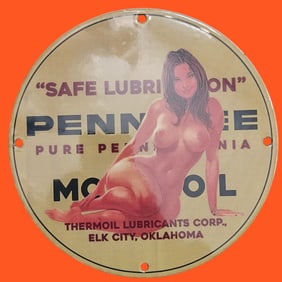 "SAFE LUBRI ON"
PENN EE
PURE PENN NIA
MO OIL
THERMOIL LUBRICANTS CORP.,
ELK CITY, OKLAHOMA